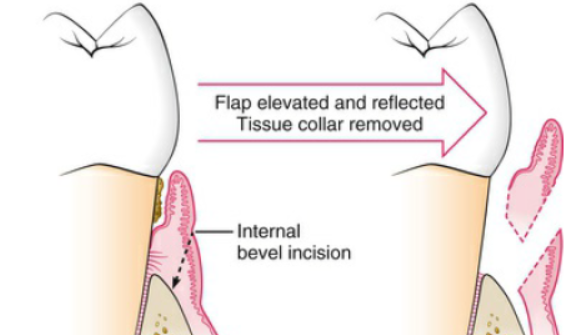 Flap elevated and reflected
Tissue collar removed
Internal
bevel incision